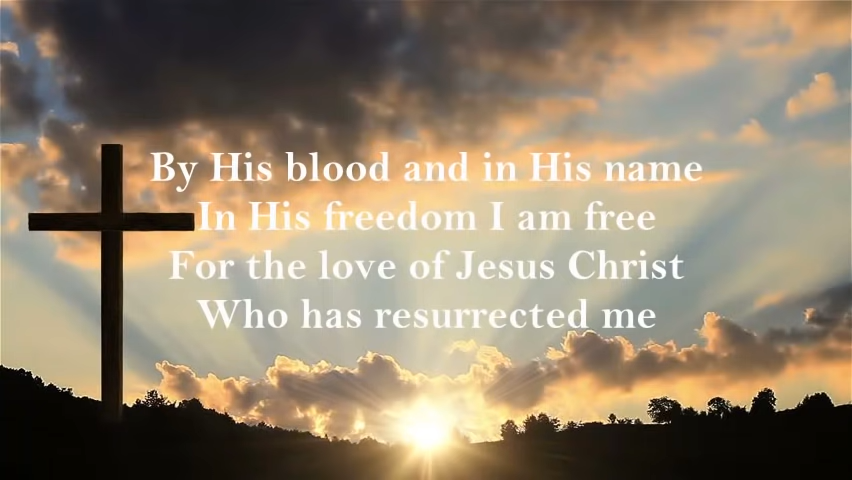 By His blood and in His name
In His freedom I am free
For the love of Jesus Christ
Who has resurrected me